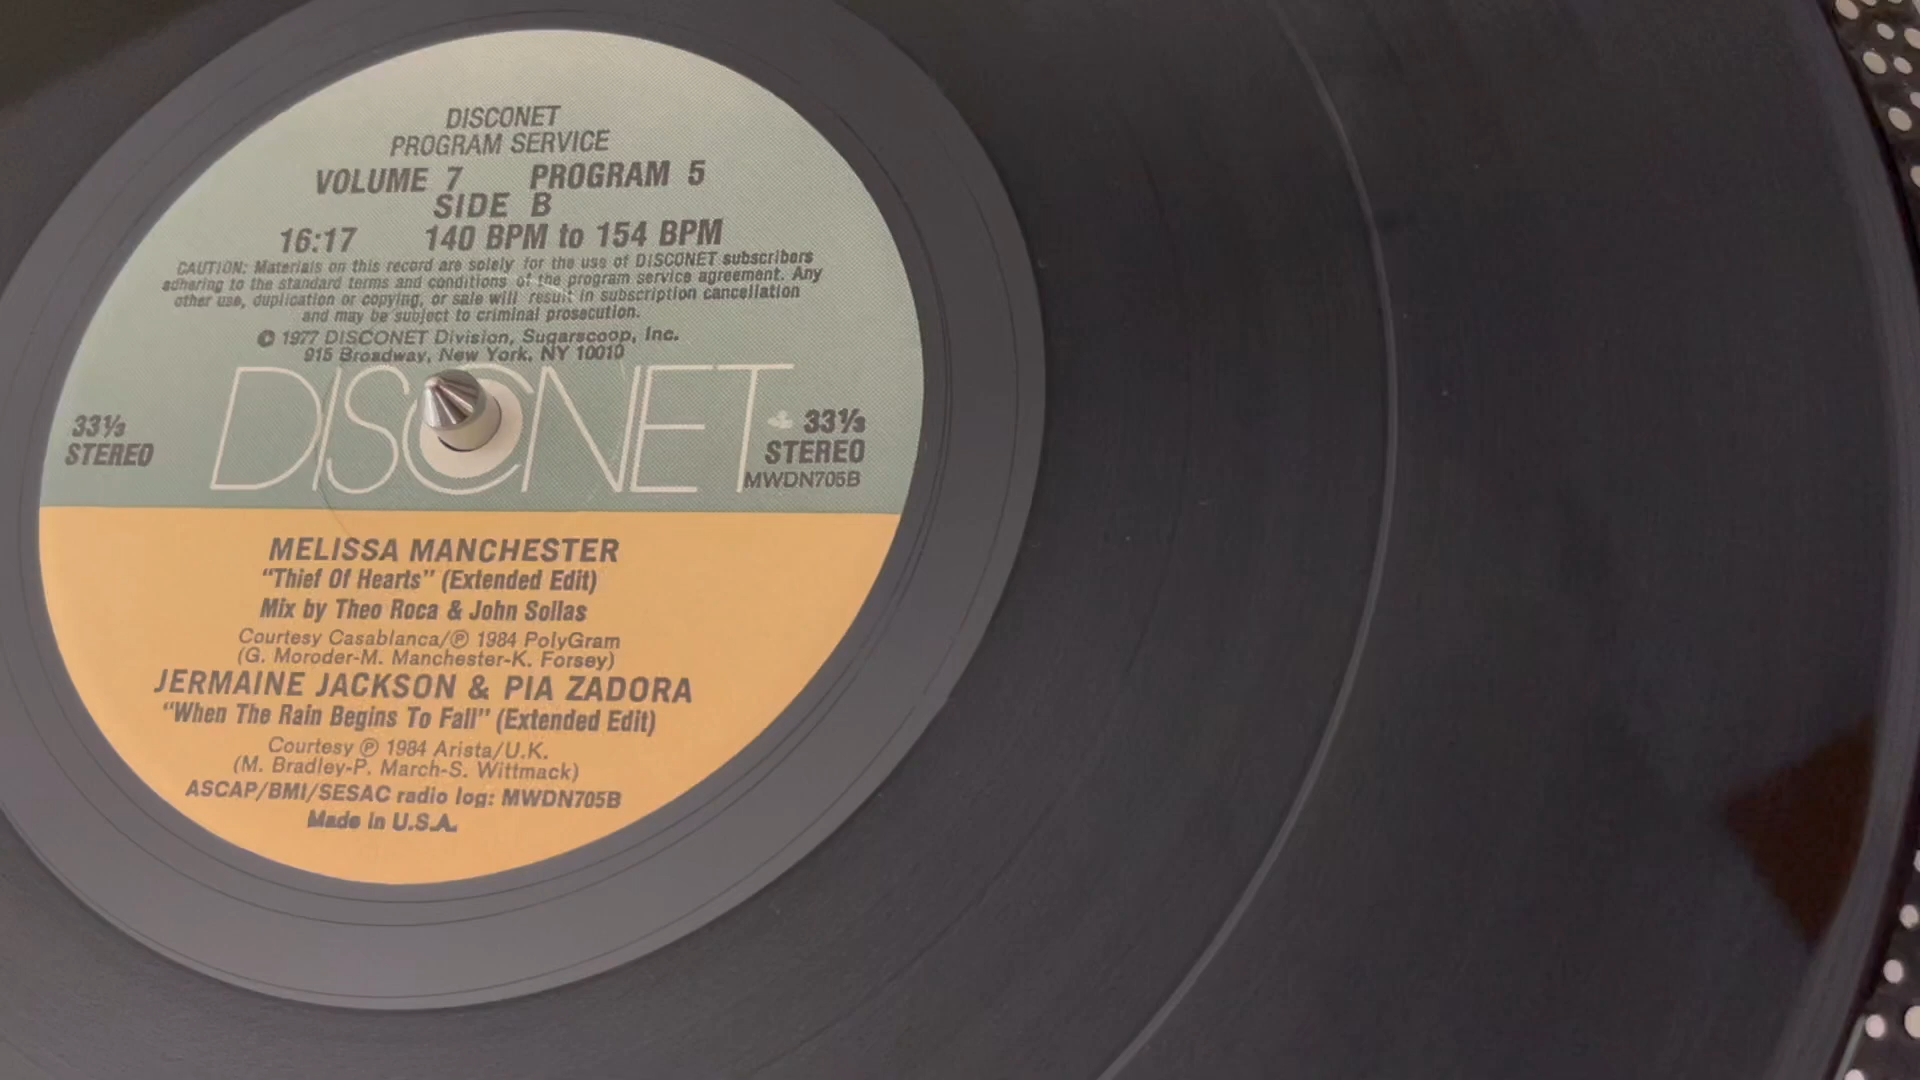 DISCONET
PROGRAM SERVICE
VOLUME 7 PROGRAM 5
SIDE B
16:17 140 BPM to 154 BPM
CAUTION: Materials on this record are solely for the use of DISCONET subscribers
adhering to the standard terms and conditions of the program service agreement. Any
other use, duplication or copying, or sale will result in subscription cancellation
and may be subject to criminal prosecution.
© 1977 DISCONET Division, Sugarscoop, Inc.
915 Broadway, New York, NY 10010
DISCONET
33⅓
STEREO
33⅓
STEREO
MWDN705B
MELISSA MANCHESTER
“Thief Of Hearts” (Extended Edit)
Mix by Theo Roca & John Sollas
Courtesy Casablanca/℗ 1984 PolyGram
(G. Moroder-M. Manchester-K. Forsey)
JERMAINE JACKSON & PIA ZADORA
“When The Rain Begins To Fall” (Extended Edit)
Courtesy ℗ 1984 Arista/U.K.
(M. Bradley-P. March-S. Wittmack)
ASCAP/BMI/SESAC radio log: MWDN705B
Made in U.S.A.